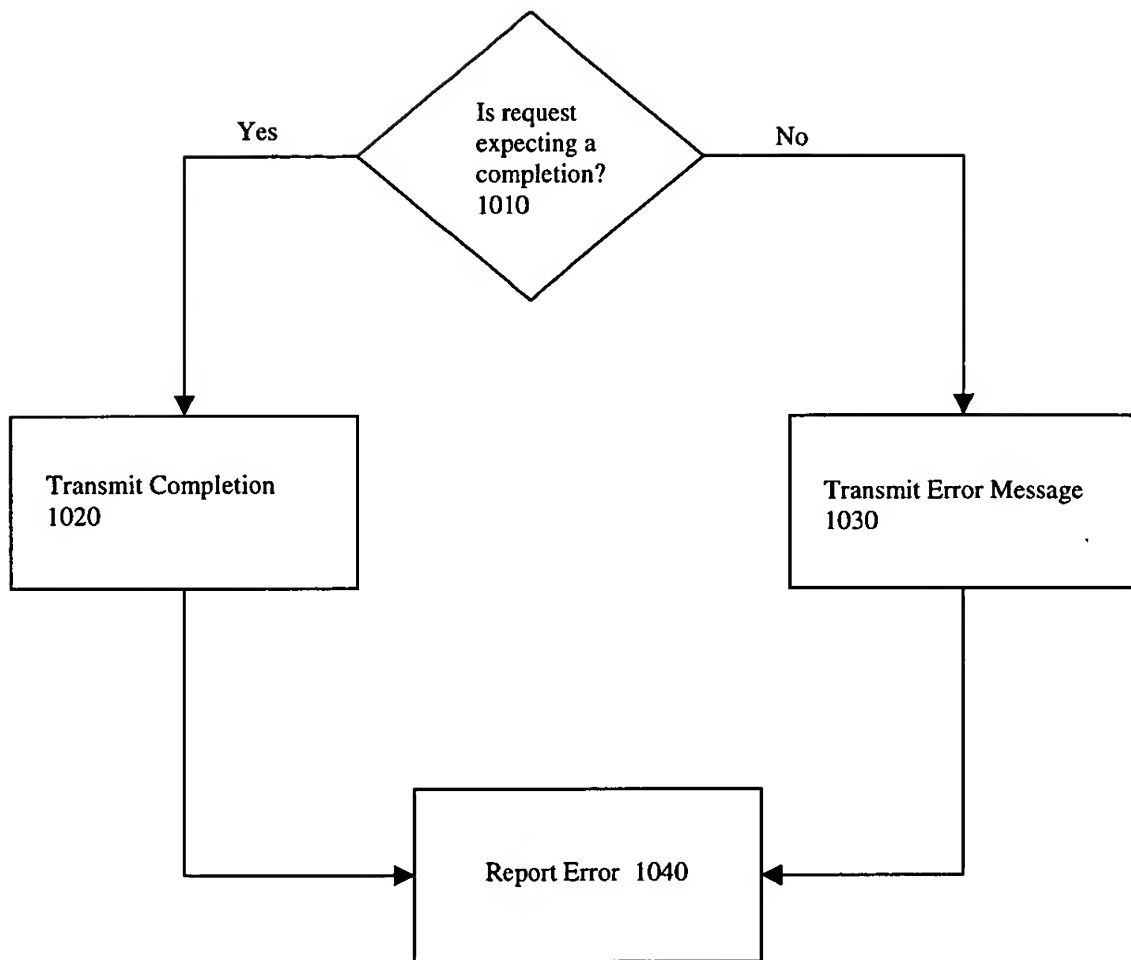 Is request
expecting a
completion?
1010
Yes
No
Transmit Completion
1020
Transmit Error Message
1030
Report Error 1040